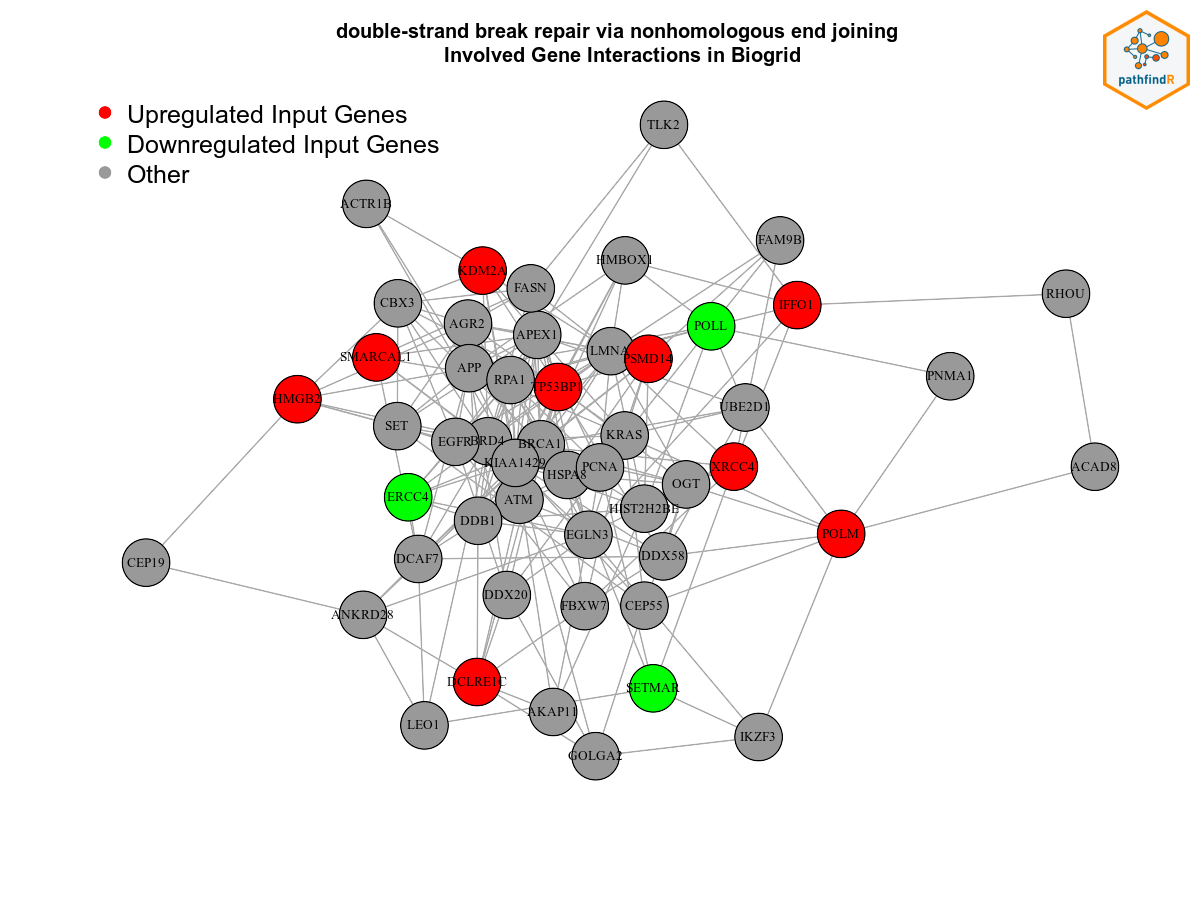 double-strand break repair via nonhomologous end joining
Involved Gene Interactions in Biogrid
pathfindR
Upregulated Input Genes
Downregulated Input Genes
Other
TLK2
ACTR1B
FAM9B
HMBOX1
KDM2A
FASN
RHOU
CBX3
IFFO1
AGR2
POLL
APEX1
LMNA
SMARCAL1
PSMD14
APP
PNMA1
RPA1
TP53BP1
HMGB2
UBE2D1
SET
KRAS
EGFR
BRD4
BRCA1
KIAA1429
PCNA
XRCC4
ACAD8
HSPA8
OGT
ERCC4
ATM
HIST2H2BE
DDB1
EGLN3
POLM
DCAF7
DDX58
CEP19
DDX20
FBXW7
CEP55
ANKRD28
DCLRE1C
SETMAR
AKAP11
LEO1
IKZF3
GOLGA2